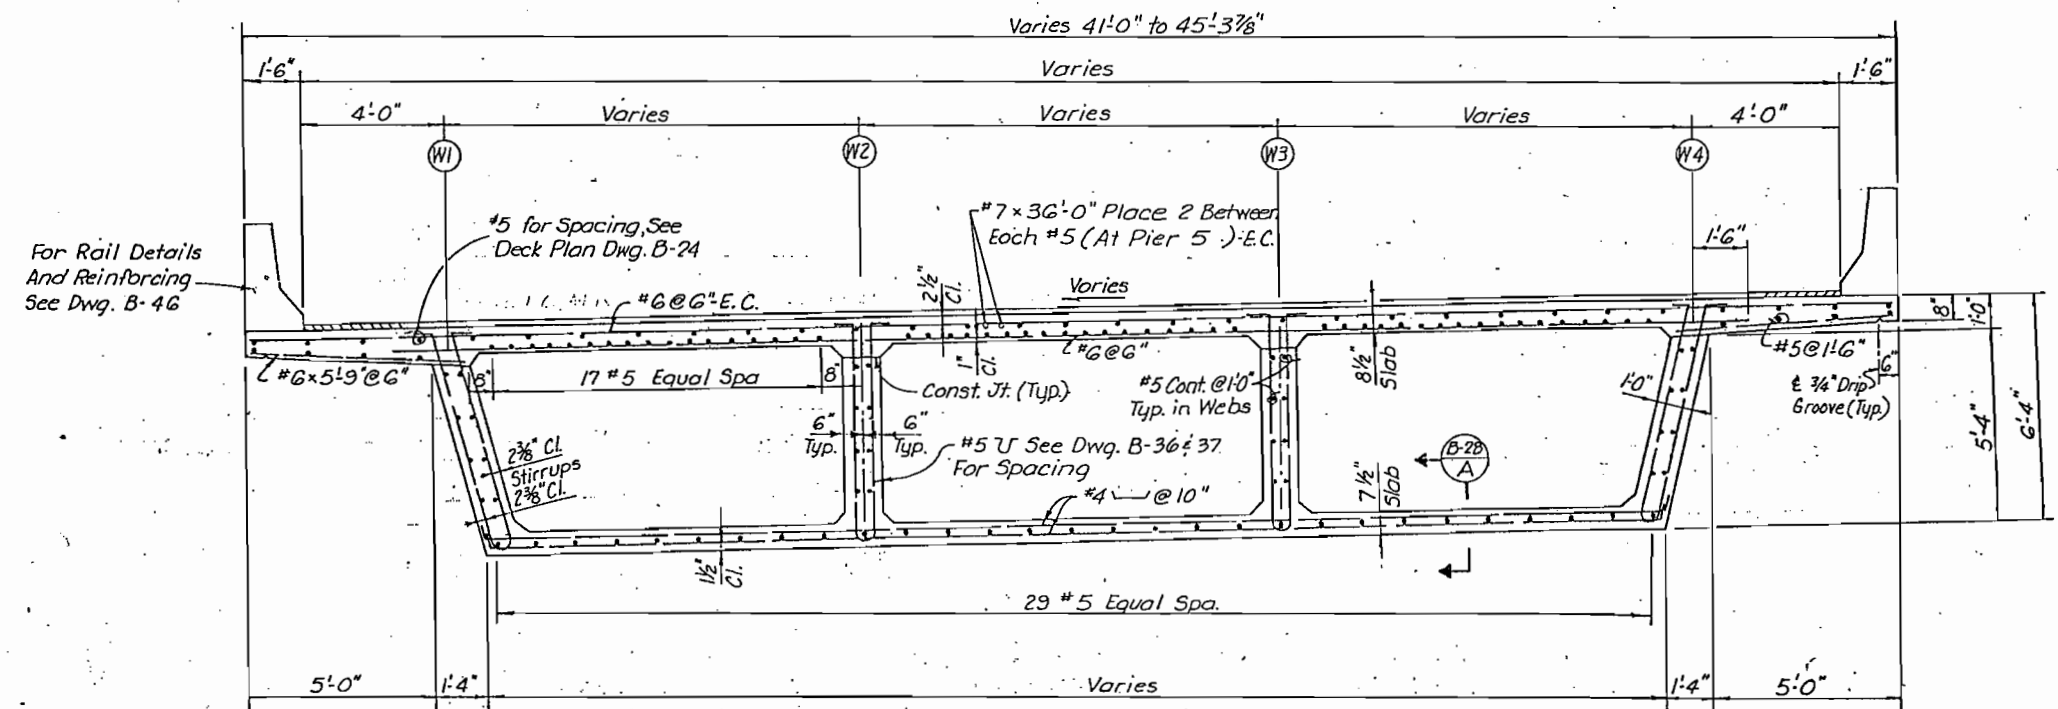 Varies 41'-0" to 45'-3⅞"
1'-6"
Varies
1'-6"
4'-0"
Varies
Varies
Varies
4'-0"
W1
W2
W3
W4
#5 for Spacing, See
Deck Plan Dwg. B-24
#7 x 36'-0" Place 2 Between
Each #5 (At Pier 5 ) - E.C.
1'-6"
For Rail Details
And Reinforcing
See Dwg. B-46
#6 @ 6" E.C.
2½"
Cl.
Varies
8"
1'-0"
#6 x 5'-9" @ 6"
8"
17 #5 Equal Spa
8"
Const. Jt. (Typ.)
1"
Cl.
#6 @ 6"
#5 Cont. @ 1'-0"
Typ. in Webs
8½"
Slab
1'-0"
#5 @ 1'-6"
6"
℄ ¾" Drip
Groove (Typ.)
5'-4"
6'-4"
6"
Typ.
6"
Typ.
#5 U See Dwg. B-36 & 37
For Spacing
2⅜" Cl.
Stirrups
2⅜" Cl.
#4 @ 10"
7½"
Slab
B-28
A
1½"
Cl.
29 #5 Equal Spa.
5'-0"
1'-4"
Varies
1'-4"
5'-0"